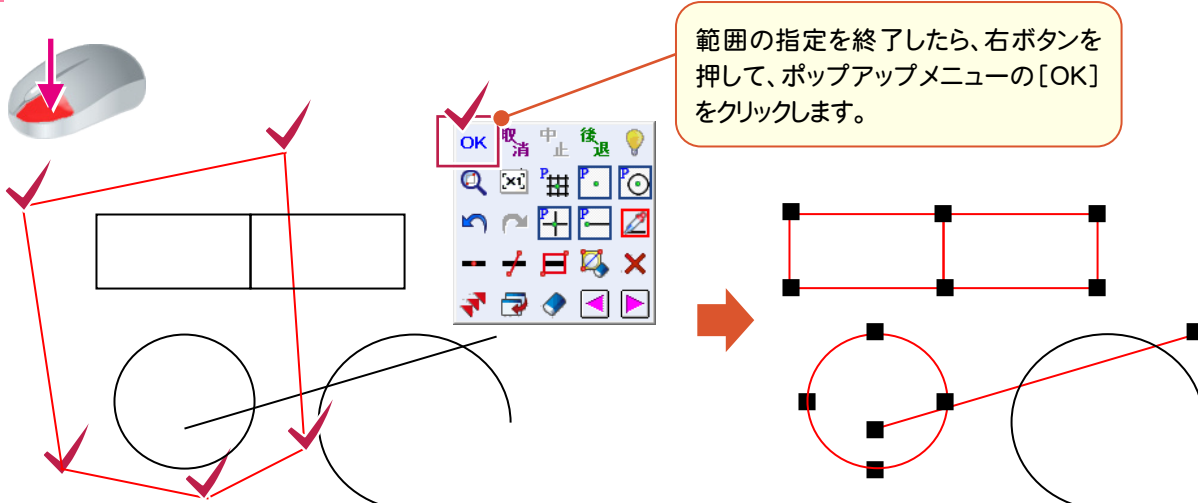 範囲の指定を終了したら、右ボタンを
押して、ポップアップメニューの[OK]
をクリックします。
OK 取消 中止 後退
[×1] P P P
P P